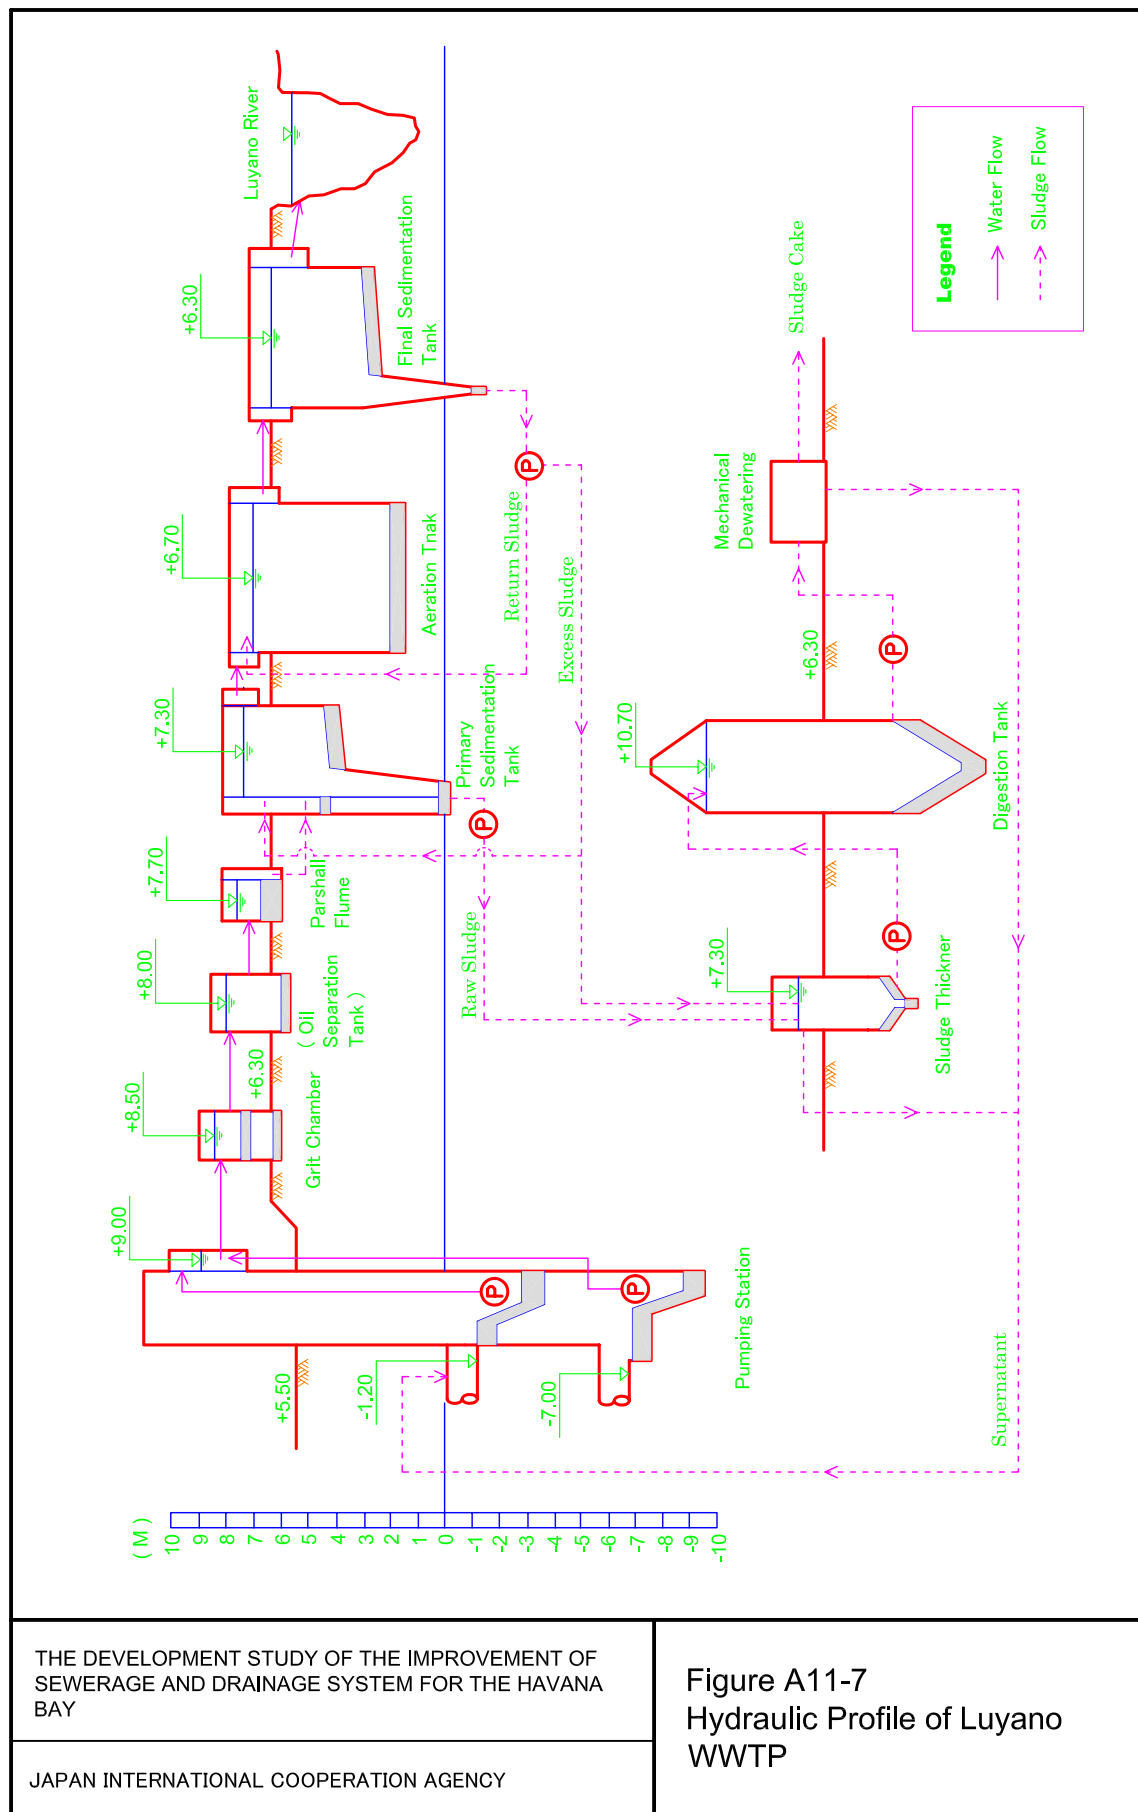 Luyano River
+6.30
Final Sedimentation
Tank
+6.70
Aeration Tnak
+7.30
Primary
Sedimentation
Tank
+7.70
Parshall
Flume
+8.00
( Oil
Separation
Tank )
+6.30
+8.50
Grit Chamber
+9.00
+5.50
-1.20
-7.00
Pumping Station
P
P
P
P
Return Sludge
Excess Sludge
Raw Sludge
Legend
Water Flow
Sludge Flow
Sludge Cake
Mechanical
Dewatering
P
+6.30
+10.70
Digestion Tank
P
+7.30
Sludge Thickner
Supernatant
( M )
10
9
8
7
6
5
4
3
2
1
0
-1
-2
-3
-4
-5
-6
-7
-8
-9
-10
THE DEVELOPMENT STUDY OF THE IMPROVEMENT OF
SEWERAGE AND DRAINAGE SYSTEM FOR THE HAVANA
BAY
JAPAN INTERNATIONAL COOPERATION AGENCY
Figure A11-7
Hydraulic Profile of Luyano
WWTP